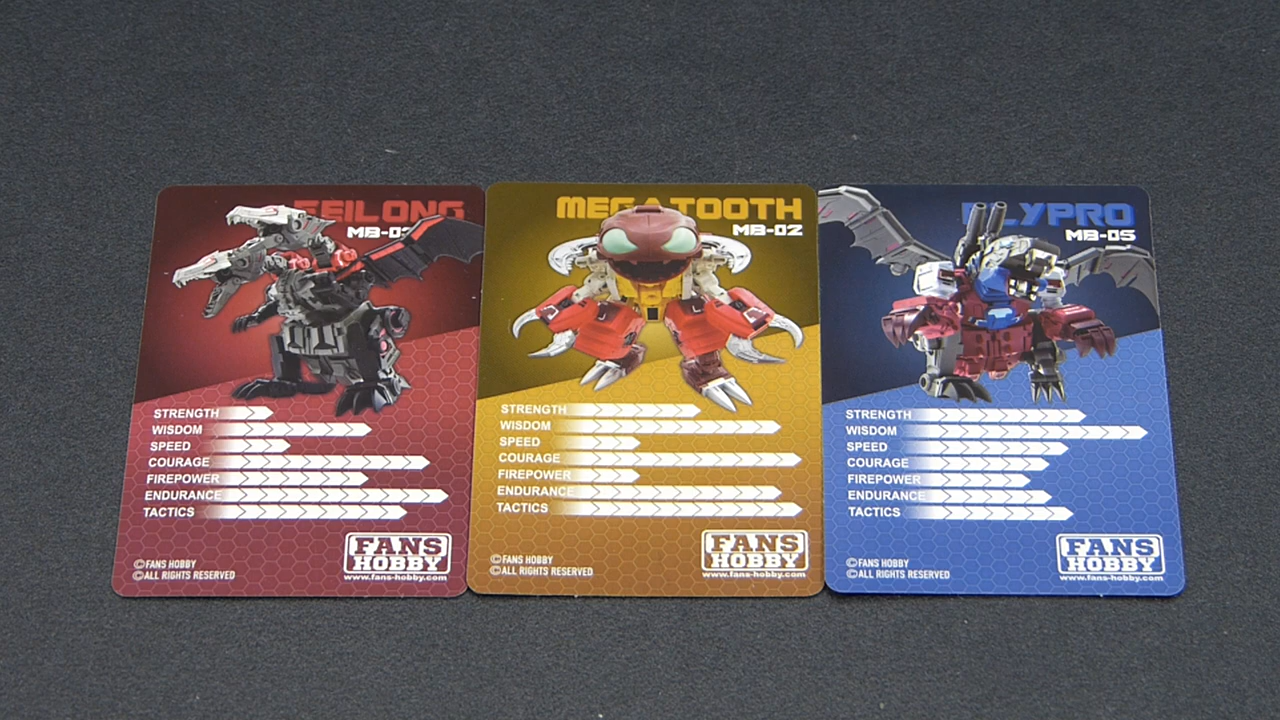 FEILONG
STRENGTH
WISDOM
SPEED
COURAGE
FIREPOWER
ENDURANCE
TACTICS
©FANS HOBBY
©ALL RIGHTS RESERVED
FANS
HOBBY
www.fans-hobby.com
MEGATOOTH
MB-02
STRENGTH
WISDOM
SPEED
COURAGE
FIREPOWER
ENDURANCE
TACTICS
©FANS HOBBY
©ALL RIGHTS RESERVED
FANS
HOBBY
www.fans-hobby.com
FLYPRO
MB-05
STRENGTH
WISDOM
SPEED
COURAGE
FIREPOWER
ENDURANCE
TACTICS
©FANS HOBBY
©ALL RIGHTS RESERVED
FANS
HOBBY
www.fans-hobby.com